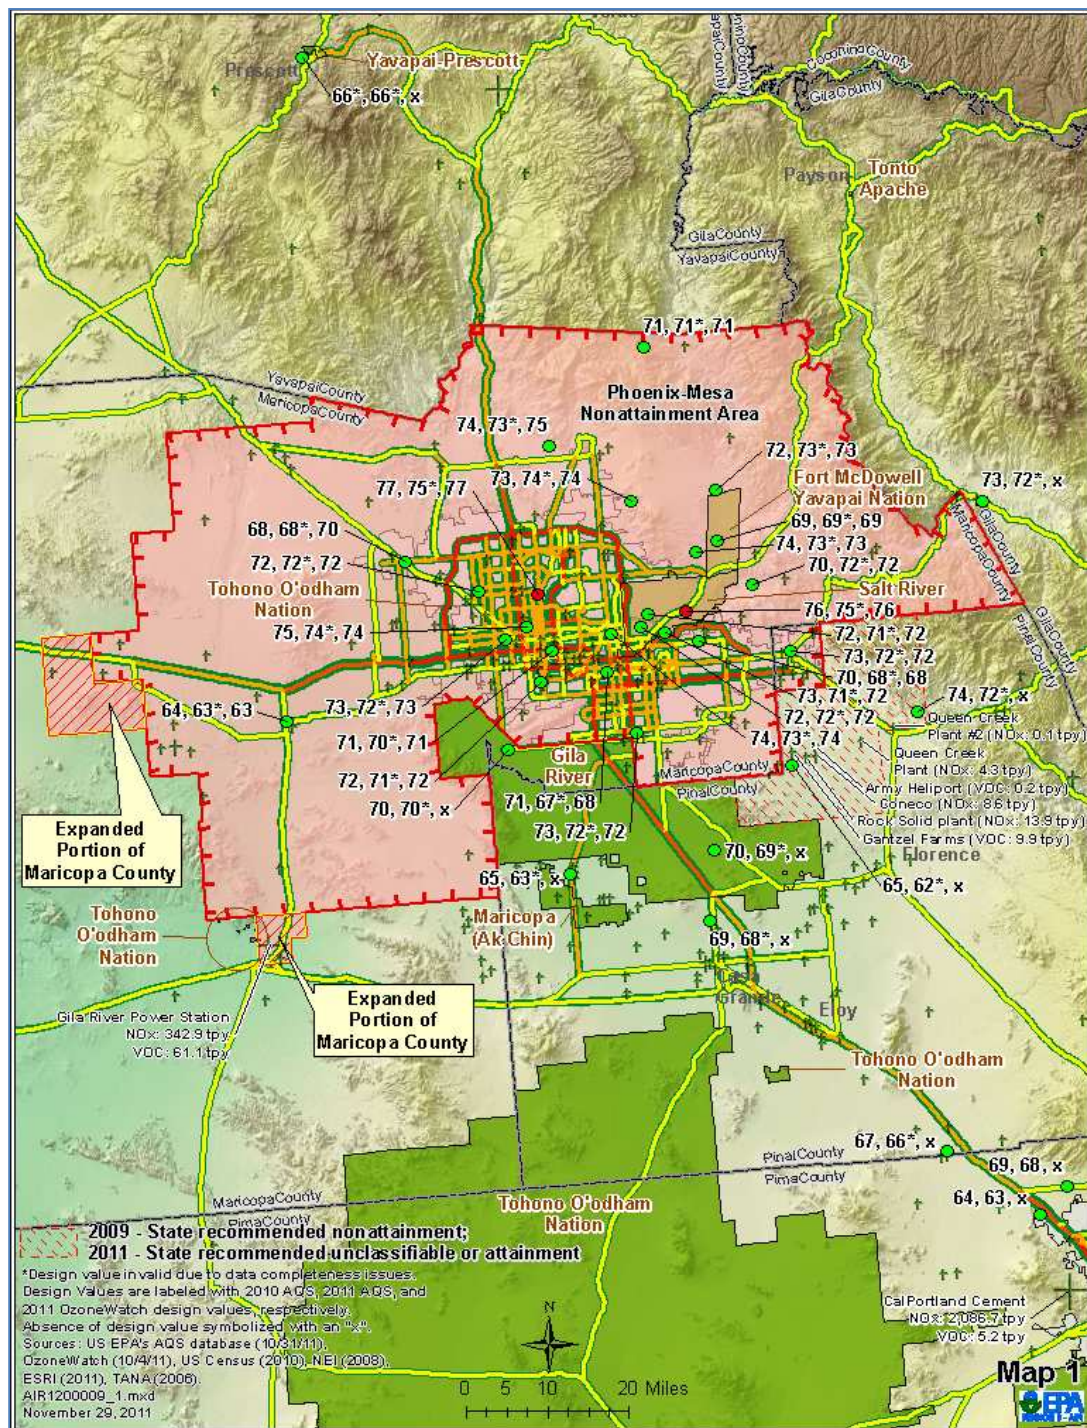 Prescott
Yavapai-Prescott
66*, 66*, x
YavapaiCounty
CoconinoCounty
GilaCounty
Payson
Tonto
Apache
GilaCounty
YavapaiCounty
71, 71*, 71
Phoenix-Mesa
Nonattainment Area
YavapaiCounty
MaricopaCounty
74, 73*, 75
73, 74*, 74
77, 75*, 77
72, 73*, 73
Fort McDowell
Yavapai Nation
73, 72*, x
MaricopaCounty
GilaCounty
68, 68*, 70
69, 69*, 69
74, 73*, 73
72, 72*, 72
70, 72*, 72
Tohono O'odham
Nation
Salt River
76, 75*, 76
75, 74*, 74
72, 71*, 72
73, 72*, 72
70, 68*, 68
GilaCounty
PinalCounty
64, 63*, 63
73, 72*, 73
73, 71*, 72
74, 72*, x
72, 72*, 72
71, 70*, 71
74, 73*, 74
Queen Creek
Plant #2 (NOx: 0.1 tpy)
Queen Creek
Plant (NOx: 4.3 tpy)
Army Heliport (VOC: 0.2 tpy)
Coneco (NOx: 8.6 tpy)
Rock Solid plant (NOx: 13.9 tpy)
Gantzel Farms (VOC: 9.9 tpy)
Gila
River
MaricopaCounty
PinalCounty
72, 71*, 72
70, 70*, x
71, 67*, 68
73, 72*, 72
Expanded
Portion of
Maricopa County
70, 69*, x
Florence
65, 62*, x
65, 63*, x
Tohono
O'odham
Nation
Maricopa
(Ak Chin)
69, 68*, x
Casa
Grande
Eloy
Gila River Power Station
NOx: 342.9 tpy
VOC: 61.1 tpy
Expanded
Portion of
Maricopa County
Tohono O'odham
Nation
67, 66*, x
PinalCounty
PimaCounty
69, 68, x
64, 63, x
MaricopaCounty
PimaCounty
Tohono O'odham
Nation
2009 - State recommended nonattainment;
2011 - State recommended unclassifiable or attainment
*Design value invalid due to data completeness issues.
Design Values are labeled with 2010 AQS, 2011 AQS, and
2011 OzoneWatch design values, respectively.
Absence of design value symbolized with an "x".
Sources: US EPA's AQS database (10/31/11),
OzoneWatch (10/4/11), US Census (2010), NEI (2008),
ESRI (2011), TANA (2006).
AIR1200009_1.mxd
November 29, 2011
CalPortland Cement
NOx: 2,086.7 tpy
VOC: 5.2 tpy
N
0 5 10 20 Miles
Map 1
EPA